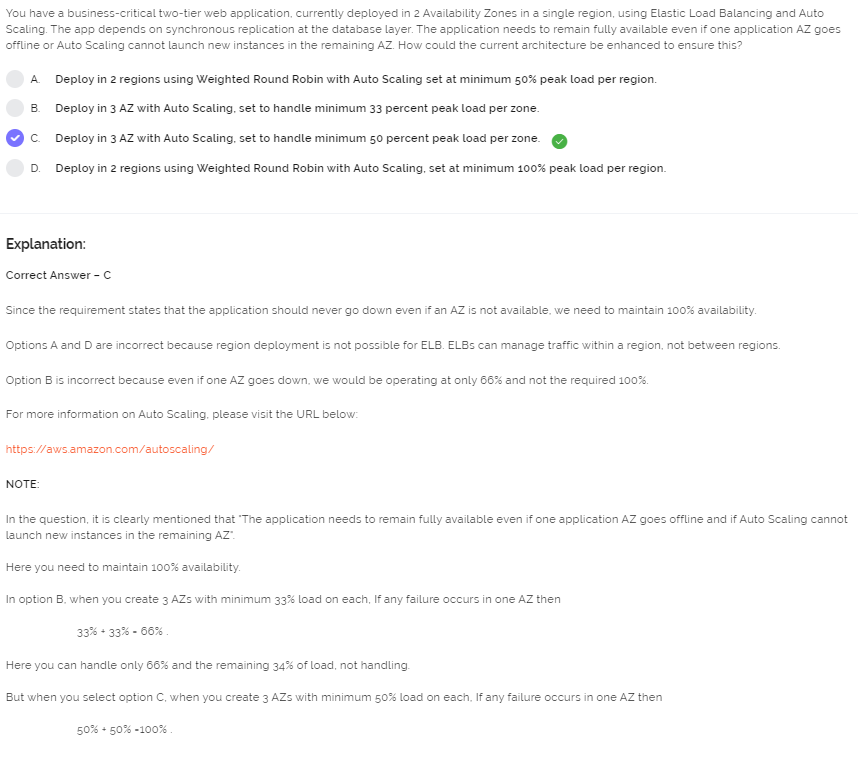 You have a business-critical two-tier web application, currently deployed in 2 Availability Zones in a single region, using Elastic Load Balancing and Auto
Scaling. The app depends on synchronous replication at the database layer. The application needs to remain fully available even if one application AZ goes
offline or Auto Scaling cannot launch new instances in the remaining AZ. How could the current architecture be enhanced to ensure this?
A. Deploy in 2 regions using Weighted Round Robin with Auto Scaling set at minimum 50% peak load per region.
B. Deploy in 3 AZ with Auto Scaling, set to handle minimum 33 percent peak load per zone.
C. Deploy in 3 AZ with Auto Scaling, set to handle minimum 50 percent peak load per zone.
D. Deploy in 2 regions using Weighted Round Robin with Auto Scaling, set at minimum 100% peak load per region.
Explanation:
Correct Answer – C
Since the requirement states that the application should never go down even if an AZ is not available, we need to maintain 100% availability.
Options A and D are incorrect because region deployment is not possible for ELB. ELBs can manage traffic within a region, not between regions.
Option B is incorrect because even if one AZ goes down, we would be operating at only 66% and not the required 100%.
For more information on Auto Scaling, please visit the URL below:
https://aws.amazon.com/autoscaling/
NOTE:
In the question, it is clearly mentioned that "The application needs to remain fully available even if one application AZ goes offline and if Auto Scaling cannot
launch new instances in the remaining AZ".
Here you need to maintain 100% availability.
In option B, when you create 3 AZs with minimum 33% load on each, If any failure occurs in one AZ then
33% + 33% = 66% .
Here you can handle only 66% and the remaining 34% of load, not handling.
But when you select option C, when you create 3 AZs with minimum 50% load on each, If any failure occurs in one AZ then
50% + 50% =100% .